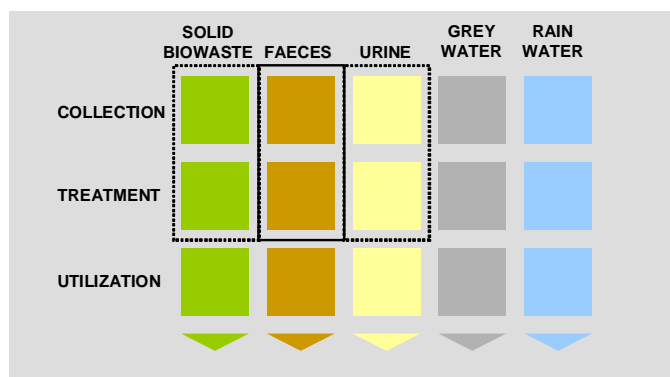 SOLID
BIOWASTE
FAECES
URINE
GREY
WATER
RAIN
WATER
COLLECTION
TREATMENT
UTILIZATION